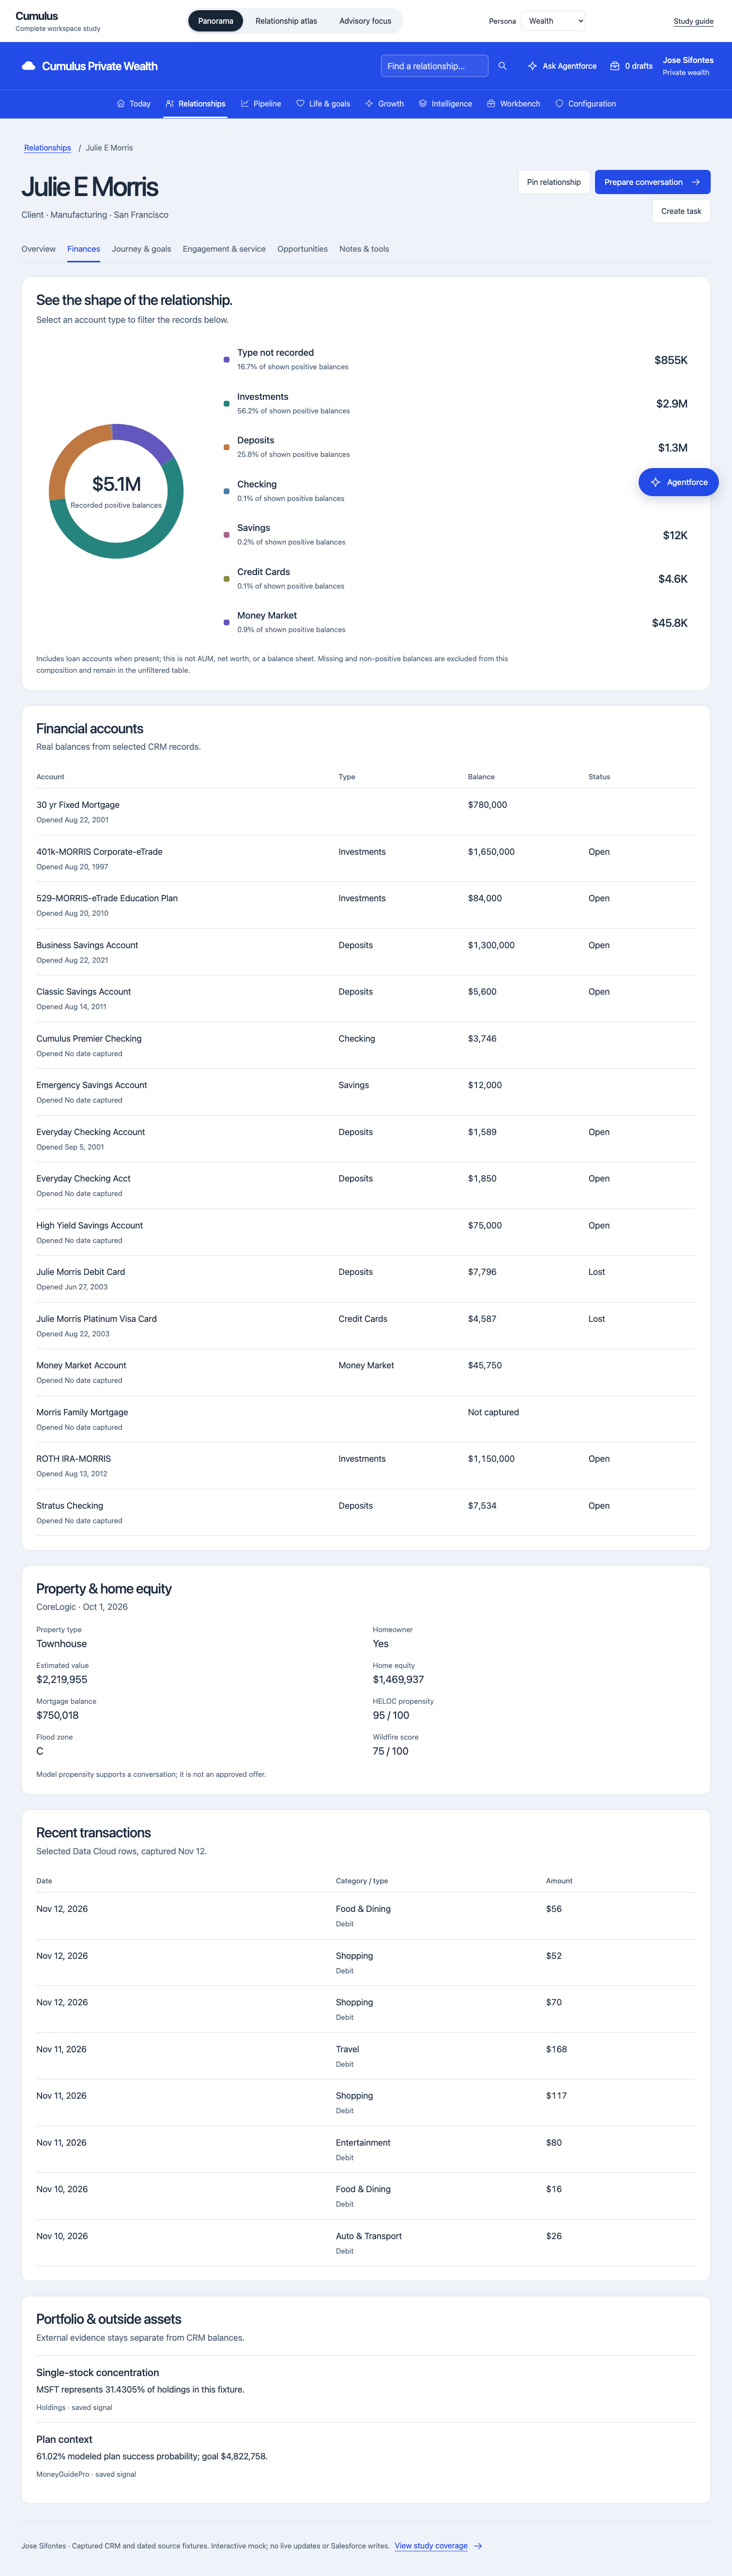 Cumulus
Complete workspace study
Panorama
Relationship atlas
Advisory focus
Persona
Wealth
Study guide
Cumulus Private Wealth
Find a relationship...
Ask Agentforce
0 drafts
Jose Sifontes
Private wealth
Today
Relationships
Pipeline
Life & goals
Growth
Intelligence
Workbench
Configuration
Relationships / Julie E Morris
Julie E Morris
Client · Manufacturing · San Francisco
Pin relationship
Prepare conversation
Create task
Overview
Finances
Journey & goals
Engagement & service
Opportunities
Notes & tools
See the shape of the relationship.
Select an account type to filter the records below.
$5.1M
Recorded positive balances
Type not recorded
16.7% of shown positive balances
$855K
Investments
56.2% of shown positive balances
$2.9M
Deposits
25.8% of shown positive balances
$1.3M
Checking
0.1% of shown positive balances
Agentforce
Savings
0.2% of shown positive balances
$12K
Credit Cards
0.1% of shown positive balances
$4.6K
Money Market
0.9% of shown positive balances
$45.8K
Includes loan accounts when present; this is not AUM, net worth, or a balance sheet. Missing and non-positive balances are excluded from this
composition and remain in the unfiltered table.
Financial accounts
Real balances from selected CRM records.
Account Type Balance Status
30 yr Fixed Mortgage $780,000
Opened Aug 22, 2001
401k-MORRIS Corporate-eTrade Investments $1,650,000 Open
Opened Aug 20, 1997
529-MORRIS-eTrade Education Plan Investments $84,000 Open
Opened Aug 20, 2010
Business Savings Account Deposits $1,300,000 Open
Opened Aug 22, 2021
Classic Savings Account Deposits $5,600 Open
Opened Aug 14, 2011
Cumulus Premier Checking Checking $3,746
Opened No date captured
Emergency Savings Account Savings $12,000
Opened No date captured
Everyday Checking Account Deposits $1,589 Open
Opened Sep 5, 2001
Everyday Checking Acct Deposits $1,850 Open
Opened No date captured
High Yield Savings Account $75,000 Open
Opened No date captured
Julie Morris Debit Card Deposits $7,796 Lost
Opened Jun 27, 2003
Julie Morris Platinum Visa Card Credit Cards $4,587 Lost
Opened Aug 22, 2003
Money Market Account Money Market $45,750
Opened No date captured
Morris Family Mortgage Not captured
Opened No date captured
ROTH IRA-MORRIS Investments $1,150,000 Open
Opened Aug 13, 2012
Stratus Checking Deposits $7,534 Open
Opened No date captured
Property & home equity
CoreLogic · Oct 1, 2026
Property type
Townhouse
Homeowner
Yes
Estimated value
$2,219,955
Home equity
$1,469,937
Mortgage balance
$750,018
HELOC propensity
95 / 100
Flood zone
C
Wildfire score
75 / 100
Model propensity supports a conversation; it is not an approved offer.
Recent transactions
Selected Data Cloud rows, captured Nov 12.
Date Category / type Amount
Nov 12, 2026 Food & Dining $56
Debit
Nov 12, 2026 Shopping $52
Debit
Nov 12, 2026 Shopping $70
Debit
Nov 11, 2026 Travel $168
Debit
Nov 11, 2026 Shopping $117
Debit
Nov 11, 2026 Entertainment $80
Debit
Nov 10, 2026 Food & Dining $16
Debit
Nov 10, 2026 Auto & Transport $26
Debit
Portfolio & outside assets
External evidence stays separate from CRM balances.
Single-stock concentration
MSFT represents 31.4305% of holdings in this fixture.
Holdings · saved signal
Plan context
61.02% modeled plan success probability; goal $4,822,758.
MoneyGuidePro · saved signal
Jose Sifontes · Captured CRM and dated source fixtures. Interactive mock; no live updates or Salesforce writes. View study coverage